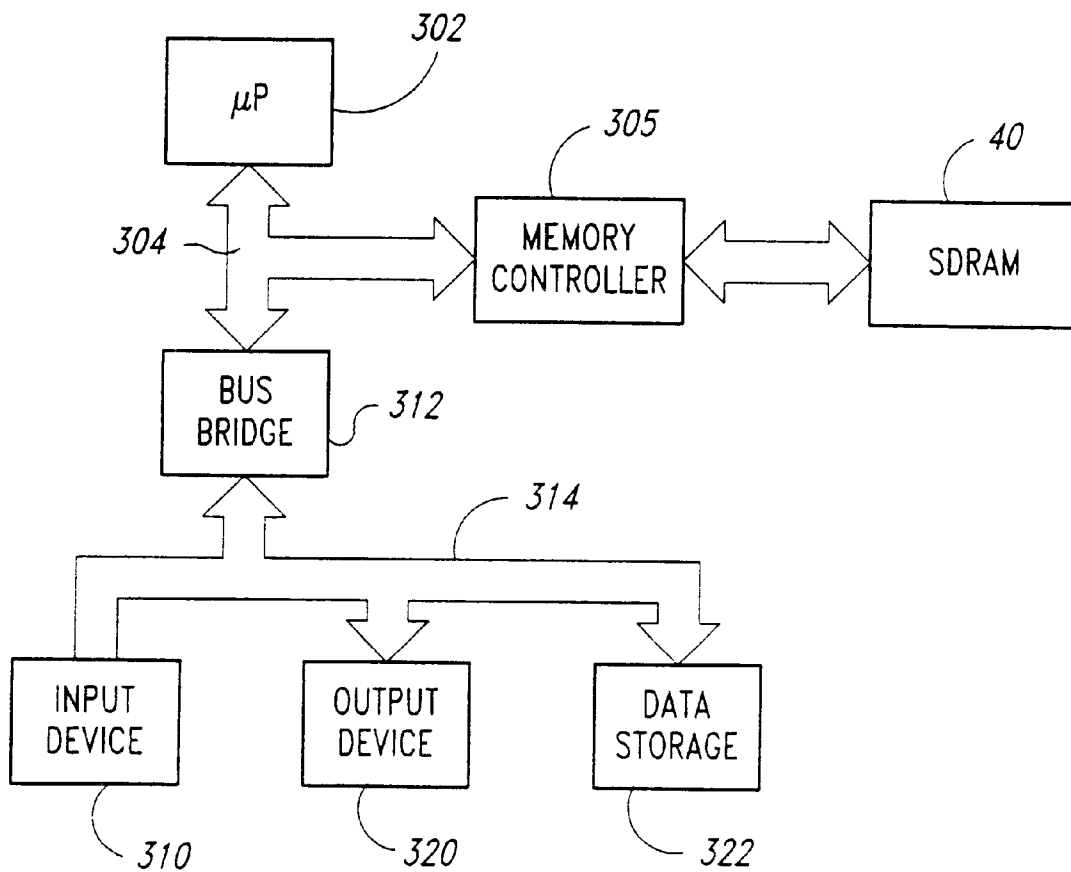 302
μP
305
40
304
MEMORY
CONTROLLER
SDRAM
BUS
BRIDGE
312
314
INPUT
DEVICE
OUTPUT
DEVICE
DATA
STORAGE
310
320
322